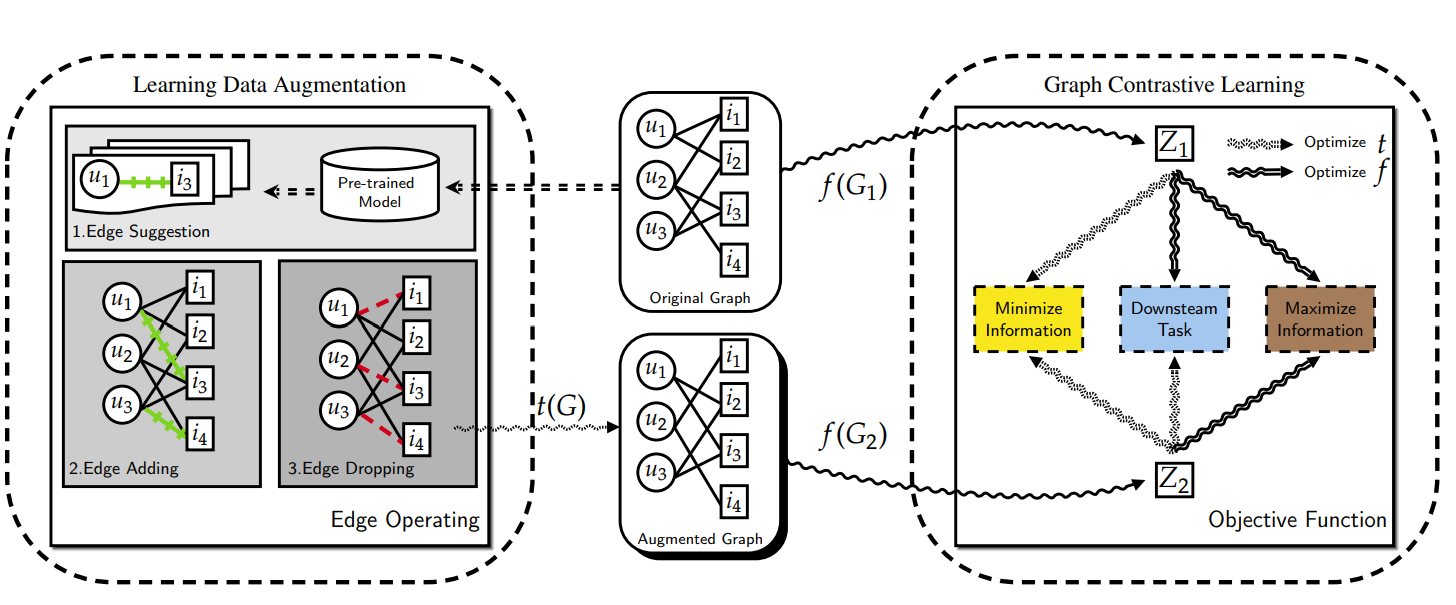 Learning Data Augmentation
u1
i3
Pre-trained
Model
1.Edge Suggestion
u1
u2
u3
i1
i2
i3
i4
2.Edge Adding
u1
u2
u3
i1
i2
i3
i4
3.Edge Dropping
Edge Operating
u1
u2
u3
i1
i2
i3
i4
Original Graph
t(G)
u1
u2
u3
i1
i2
i3
i4
Augmented Graph
f(G1)
f(G2)
Graph Contrastive Learning
Z1
Optimize t
Optimize f
Minimize
Information
Downsteam
Task
Maximize
Information
Z2
Objective Function